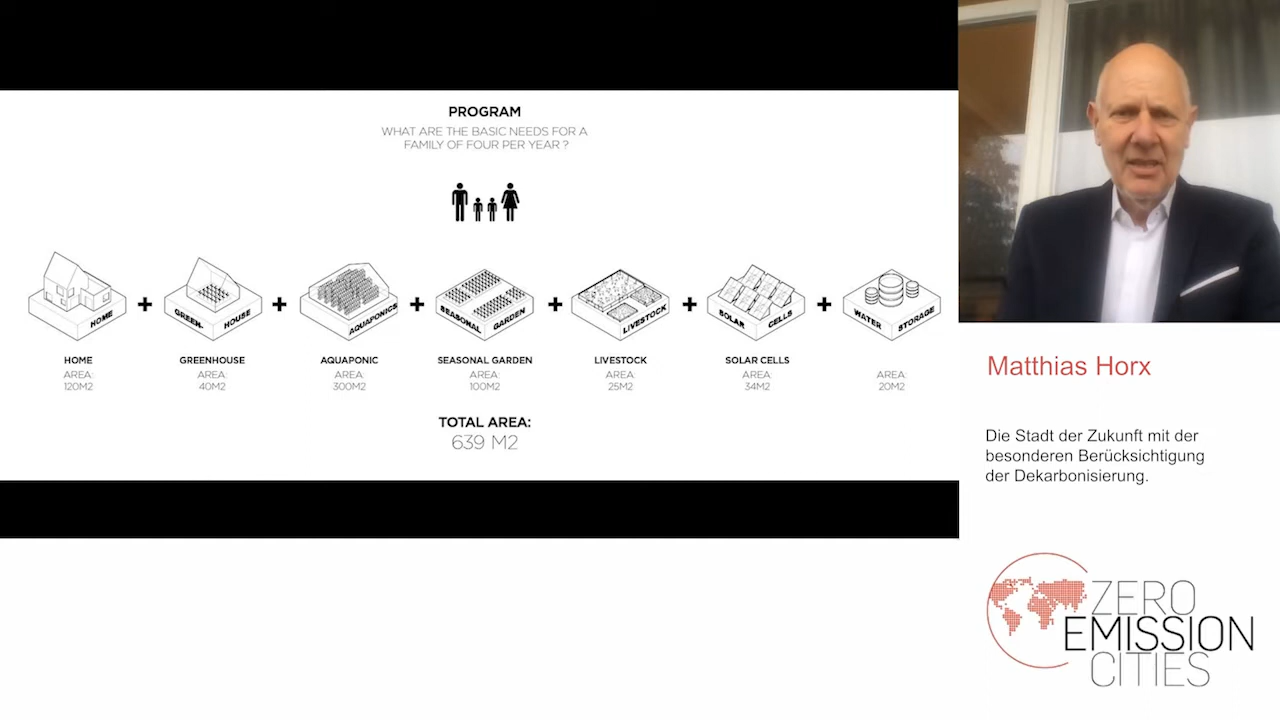 PROGRAM
WHAT ARE THE BASIC NEEDS FOR A
FAMILY OF FOUR PER YEAR ?
HOME
GREEN-
HOUSE
AQUAPONICS
SEASONAL
GARDEN
LIVESTOCK
SOLAR
CELLS
WATER
STORAGE
HOME
AREA:
120M2
GREENHOUSE
AREA:
40M2
AQUAPONIC
AREA:
300M2
SEASONAL GARDEN
AREA:
100M2
LIVESTOCK
AREA:
25M2
SOLAR CELLS
AREA:
34M2
AREA:
20M2
TOTAL AREA:
639 M2
Matthias Horx
Die Stadt der Zukunft mit der
besonderen Berücksichtigung
der Dekarbonisierung.
ZERO
EMISSION
CITIES